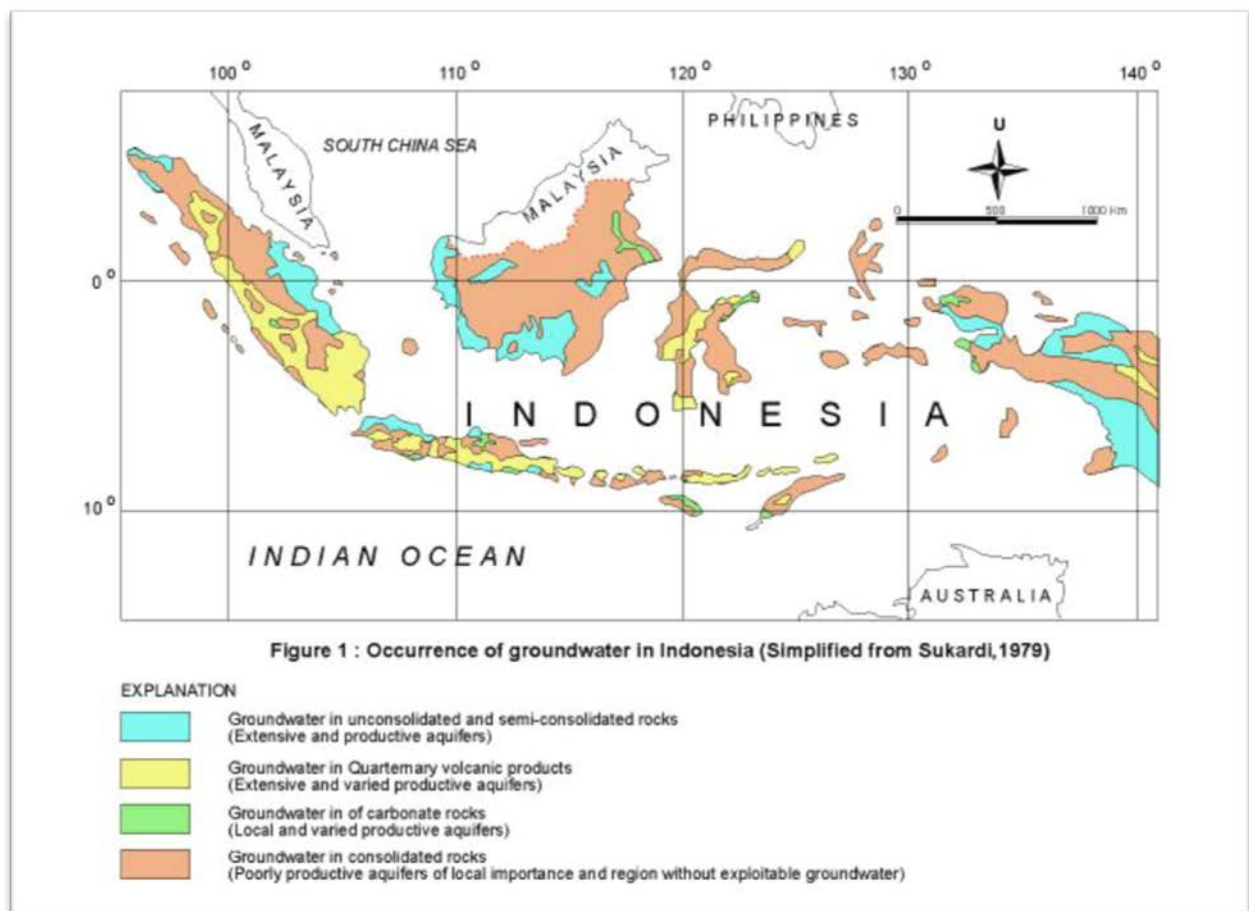 100 o 110 o 120 o 130 o 140 o
PHILIPPINES
MALAYSIA
SOUTH CHINA SEA
U
MALAYSIA
0 500 1000 Km
0 o
INDONESIA
10 o
INDIAN OCEAN
AUSTRALIA
Figure 1 : Occurrence of groundwater in Indonesia (Simplified from Sukardi,1979)
EXPLANATION
Groundwater in unconsolidated and semi-consolidated rocks
(Extensive and productive aquifers)
Groundwater in Quarternary volcanic products
(Extensive and varied productive aquifers)
Groundwater in of carbonate rocks
(Local and varied productive aquifers)
Groundwater in consolidated rocks
(Poorly productive aquifers of local importance and region without exploitable groundwater)